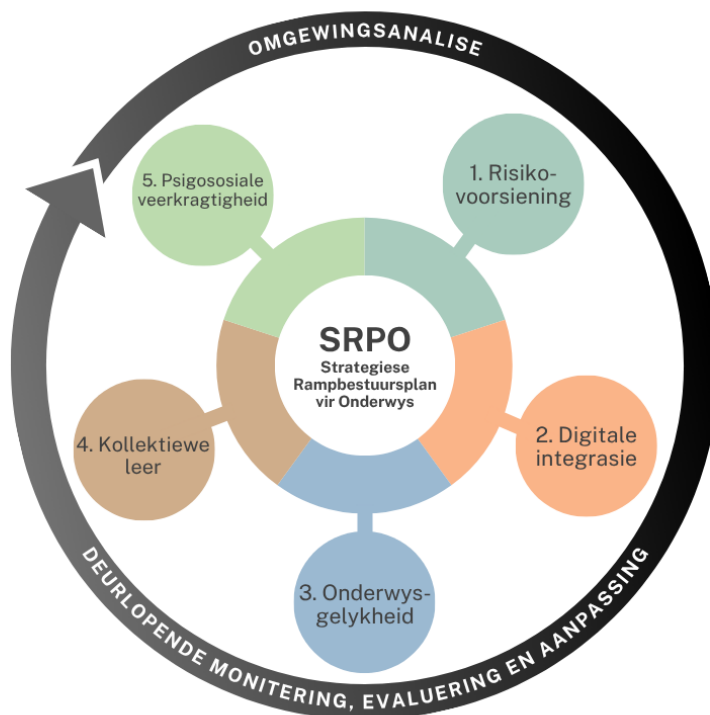 OMGEWINGSANALISE
1. Risiko-
voorsiening
2. Digitale
integrasie
3. Onderwys-
gelykheid
4. Kollektiewe
leer
5. Psigososiale
veerkragtigheid
SRPO
Strategiese
Rampbestuursplan
vir Onderwys
DEURLOPENDE MONITERING, EVALUERING EN AANPASSING